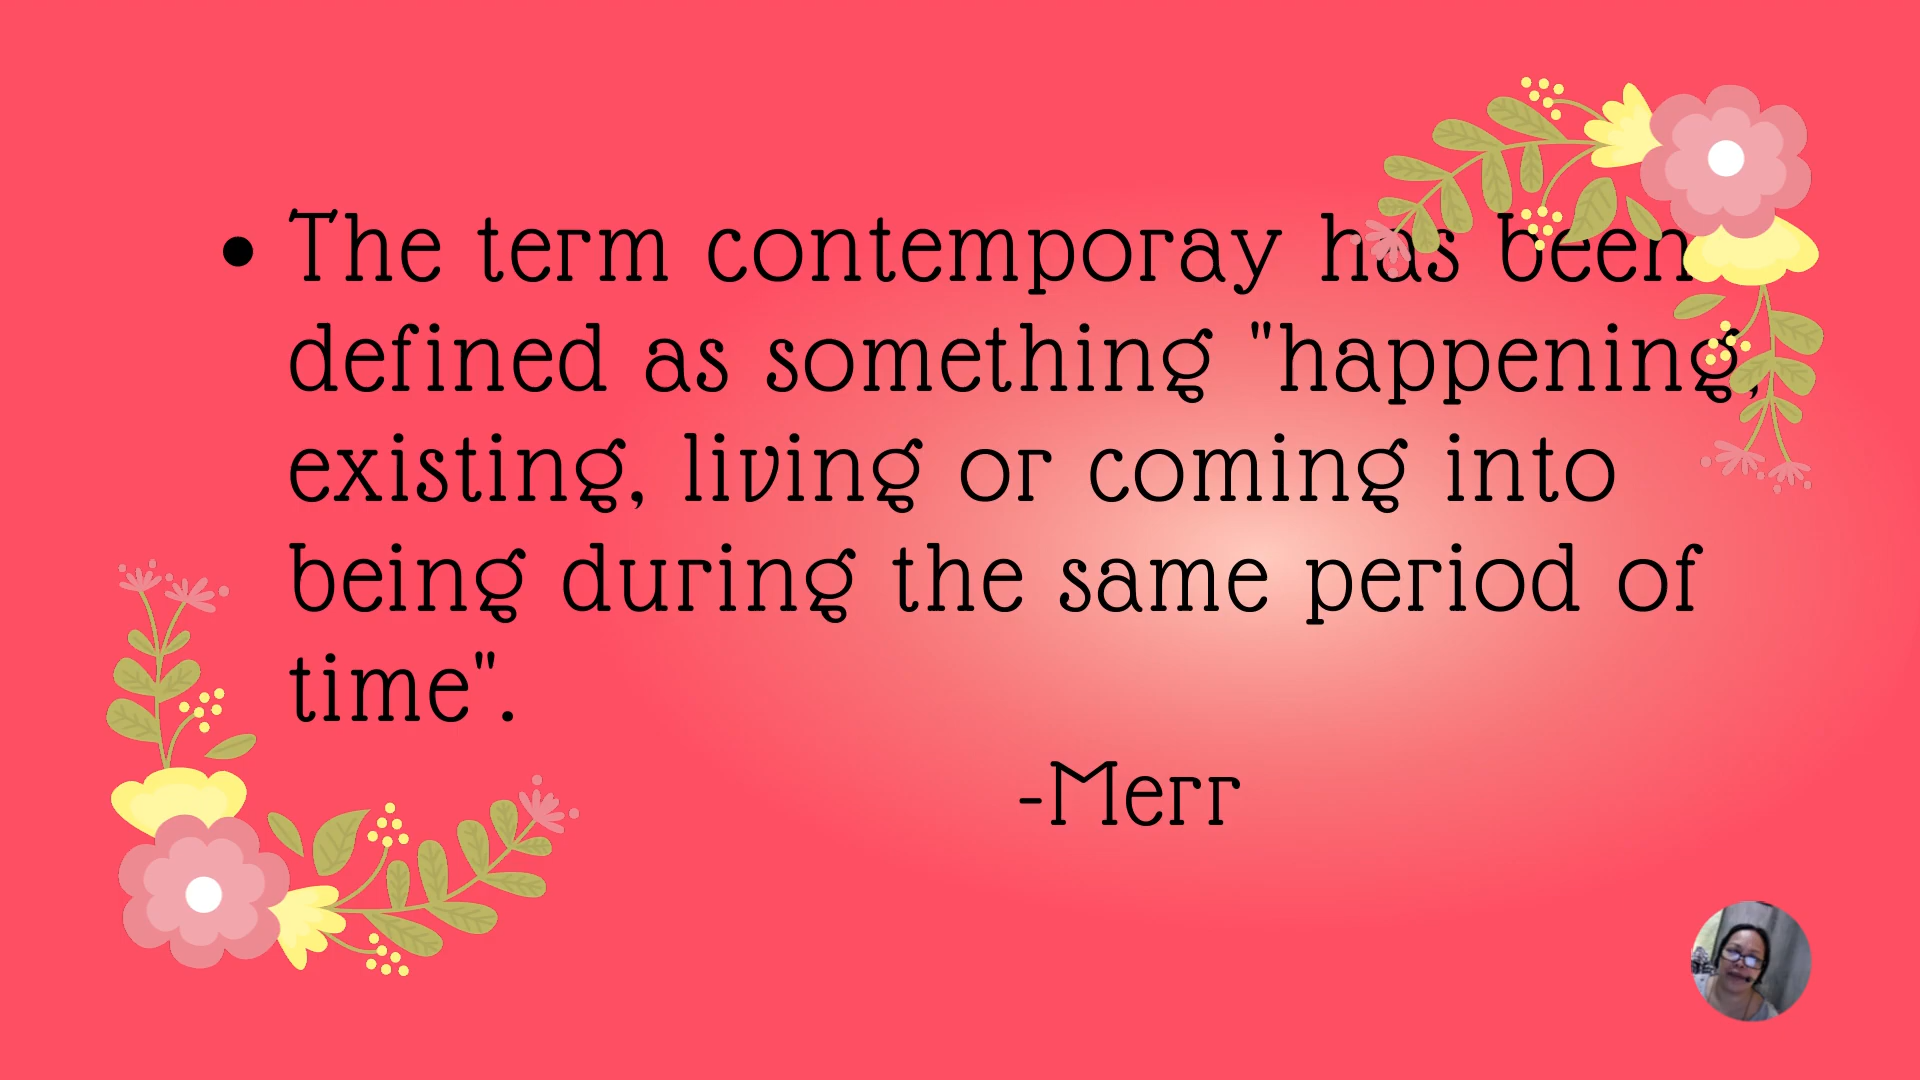 • The term contemporay has been
defined as something "happening,
existing, living or coming into
being during the same period of
time".
-Merr